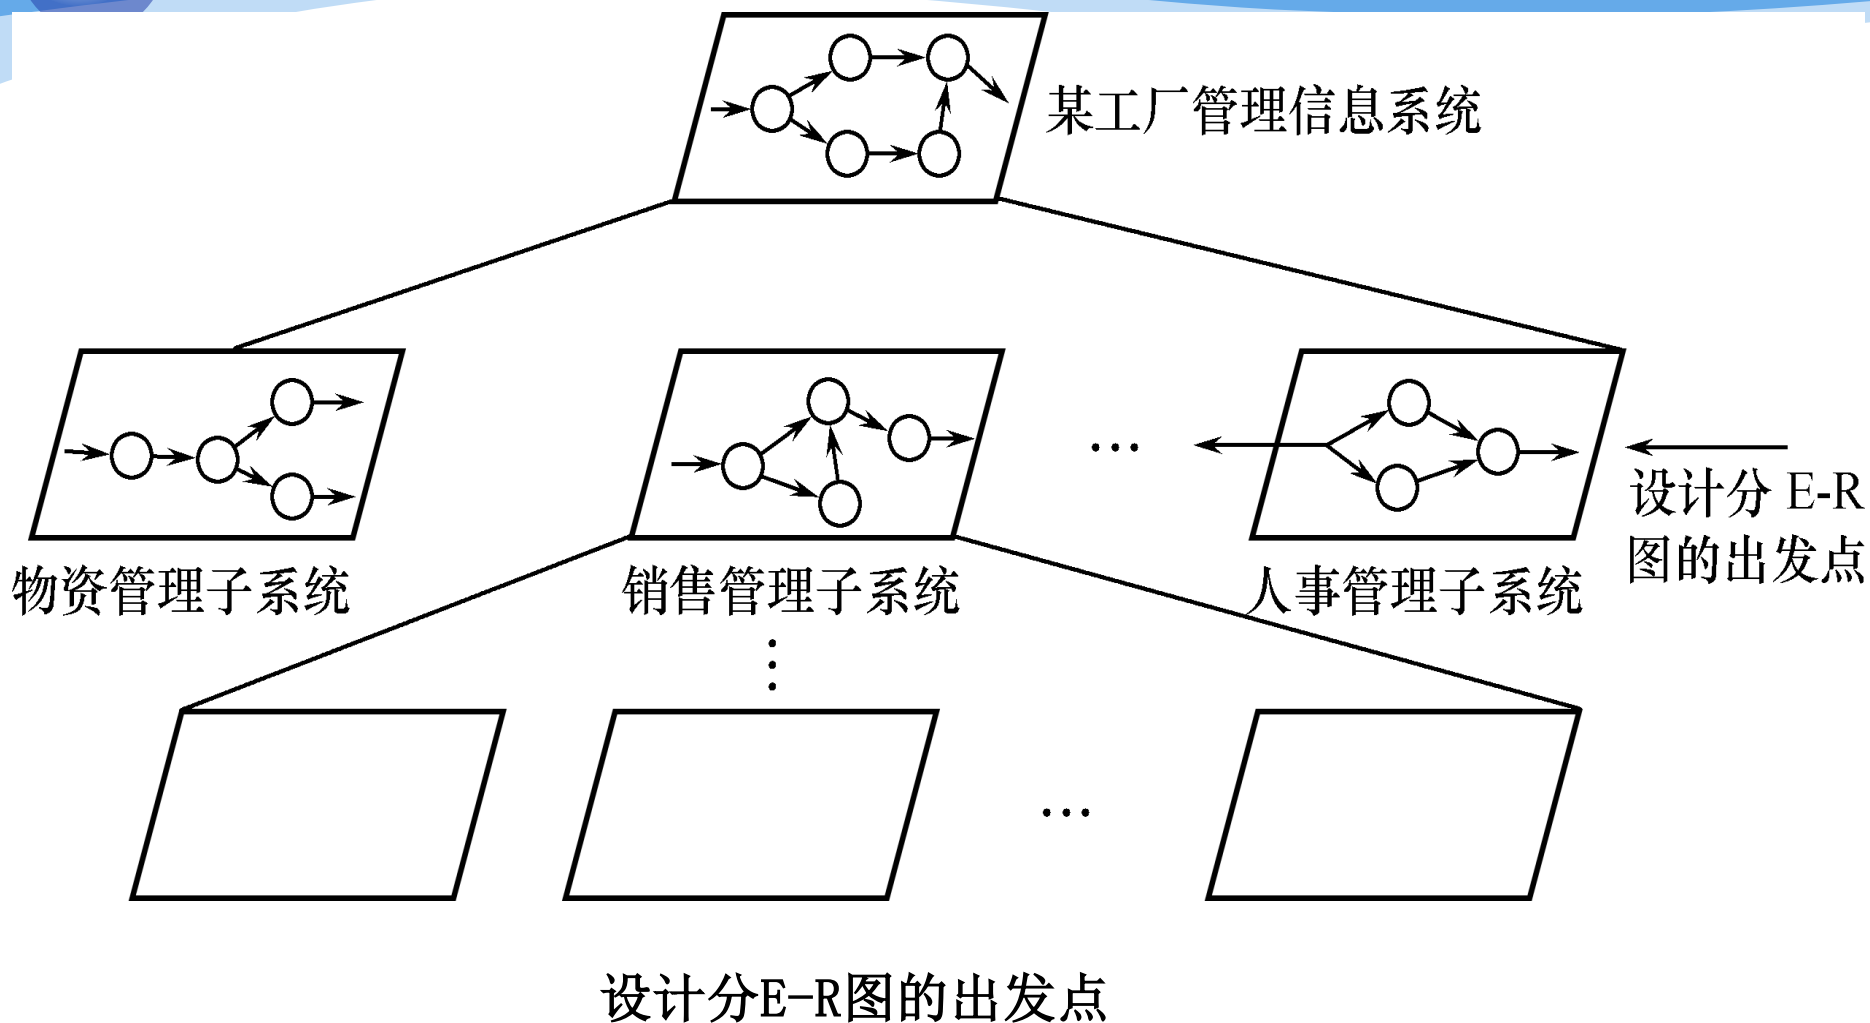 某工厂管理信息系统
…
设计分 E-R
图的出发点
物资管理子系统
销售管理子系统
人事管理子系统
⋮
…
设计分E-R图的出发点